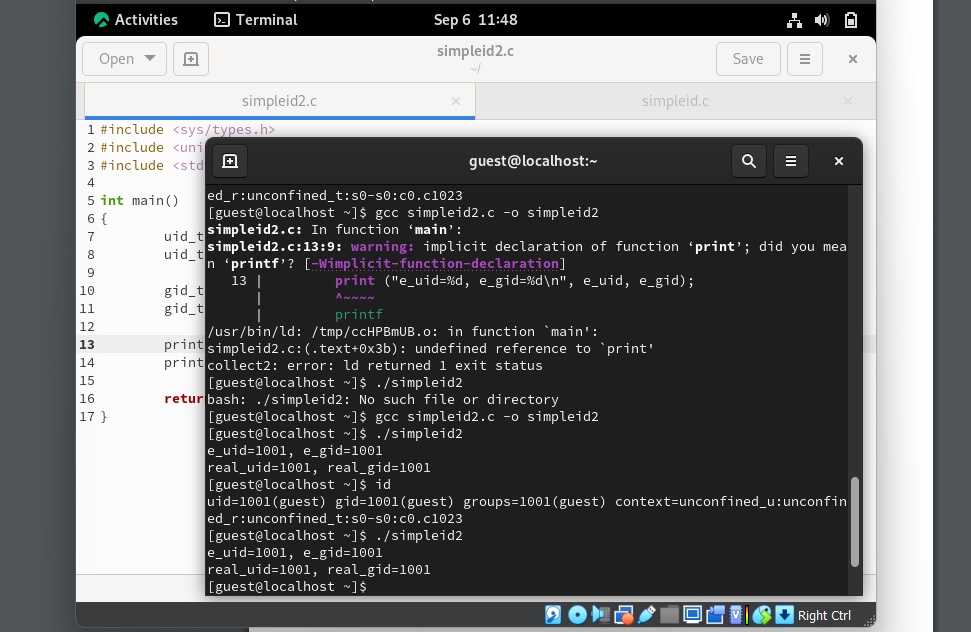 Activities Terminal Sep 6 11:48
Open simpleid2.c Save
~/
simpleid2.c simpleid.c
1 #include <sys/types.h>
2 #include <uni
3 #include <std
4
5 int main()
6 {
7 uid_t
8 uid_t
9
10 gid_t
11 gid_t
12
13 print
14 print
15
16 retur
17 }
guest@localhost:~
ed_r:unconfined_t:s0-s0:c0.c1023
[guest@localhost ~]$ gcc simpleid2.c -o simpleid2
simpleid2.c: In function ‘main’:
simpleid2.c:13:9: warning: implicit declaration of function ‘print’; did you mea
n ‘printf’? [-Wimplicit-function-declaration]
13 | print ("e_uid=%d, e_gid=%d\n", e_uid, e_gid);
| ^~~~~
| printf
/usr/bin/ld: /tmp/ccHPBmUB.o: in function `main':
simpleid2.c:(.text+0x3b): undefined reference to `print'
collect2: error: ld returned 1 exit status
[guest@localhost ~]$ ./simpleid2
bash: ./simpleid2: No such file or directory
[guest@localhost ~]$ gcc simpleid2.c -o simpleid2
[guest@localhost ~]$ ./simpleid2
e_uid=1001, e_gid=1001
real_uid=1001, real_gid=1001
[guest@localhost ~]$ id
uid=1001(guest) gid=1001(guest) groups=1001(guest) context=unconfined_u:unconfin
ed_r:unconfined_t:s0-s0:c0.c1023
[guest@localhost ~]$ ./simpleid2
e_uid=1001, e_gid=1001
real_uid=1001, real_gid=1001
[guest@localhost ~]$
Right Ctrl